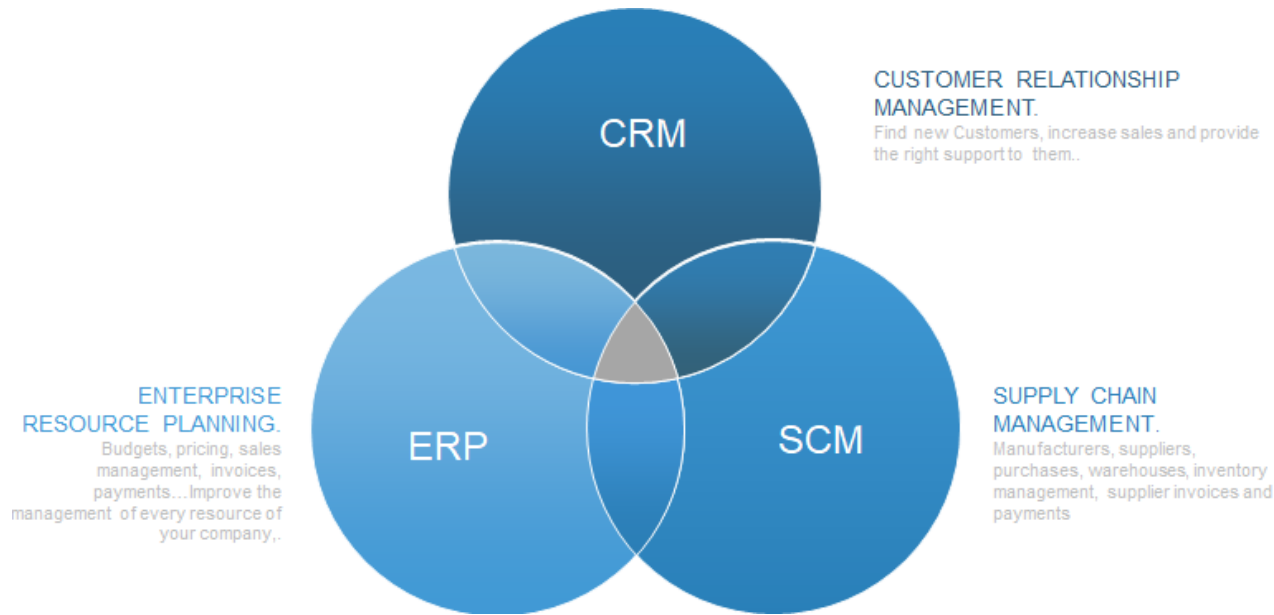 CRM
CUSTOMER RELATIONSHIP
MANAGEMENT.
Find new Customers, increase sales and provide
the right support to them..
ENTERPRISE
RESOURCE PLANNING.
Budgets, pricing, sales
management, invoices,
payments...Improve the
management of every resource of
your company,.
ERP
SCM
SUPPLY CHAIN
MANAGEMENT.
Manufacturers, suppliers,
purchases, warehouses, inventory
management, supplier invoices and
payments